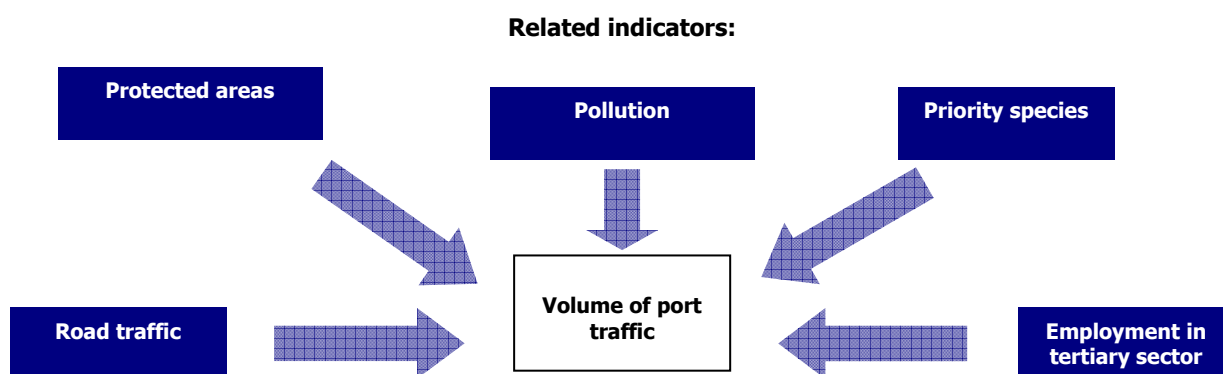 Related indicators:
Protected areas
Pollution
Priority species
Volume of port
traffic
Road traffic
Employment in
tertiary sector